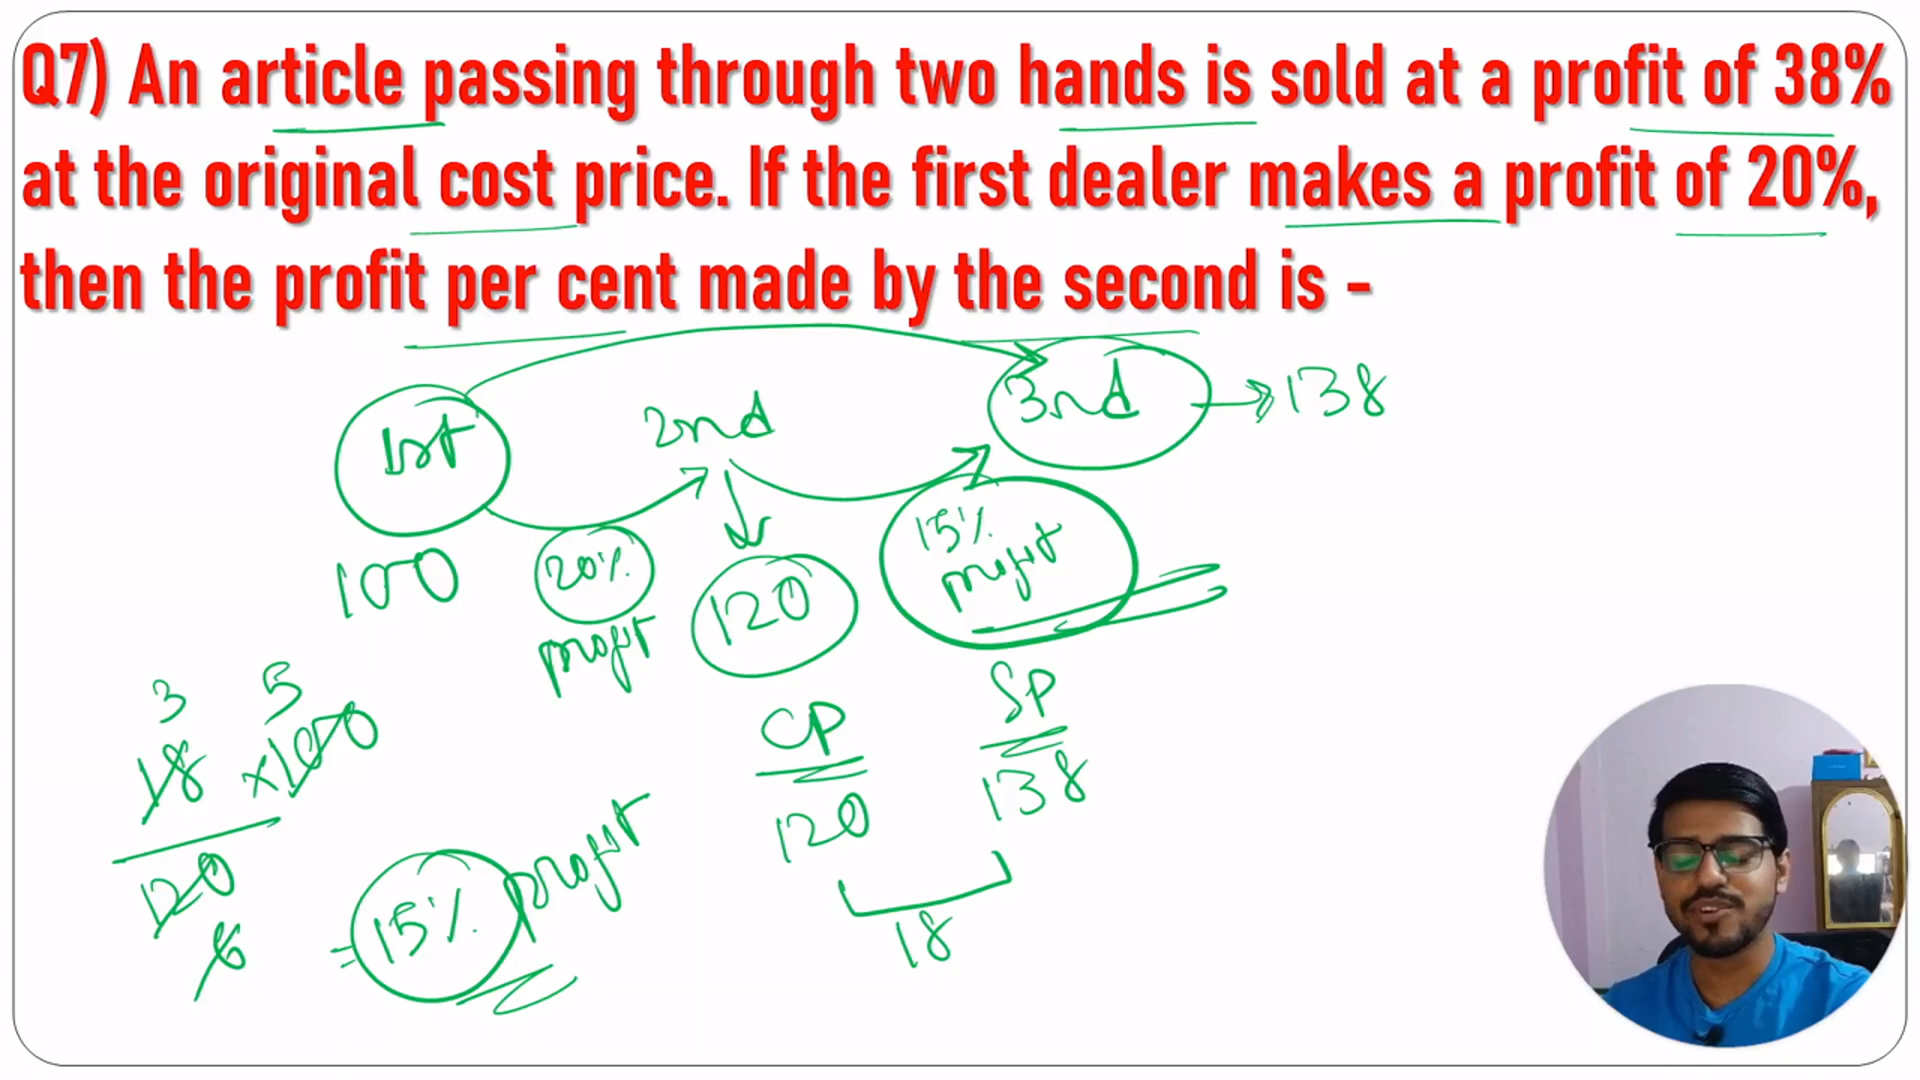 Q7) An article passing through two hands is sold at a profit of 38%
at the original cost price. If the first dealer makes a profit of 20%,
then the profit per cent made by the second is -
1st
2nd
3nd
138
100
20%
profit
120
15%
profit
3 5
18 ×100
120
6
= 15% profit
CP
120
SP
138
18